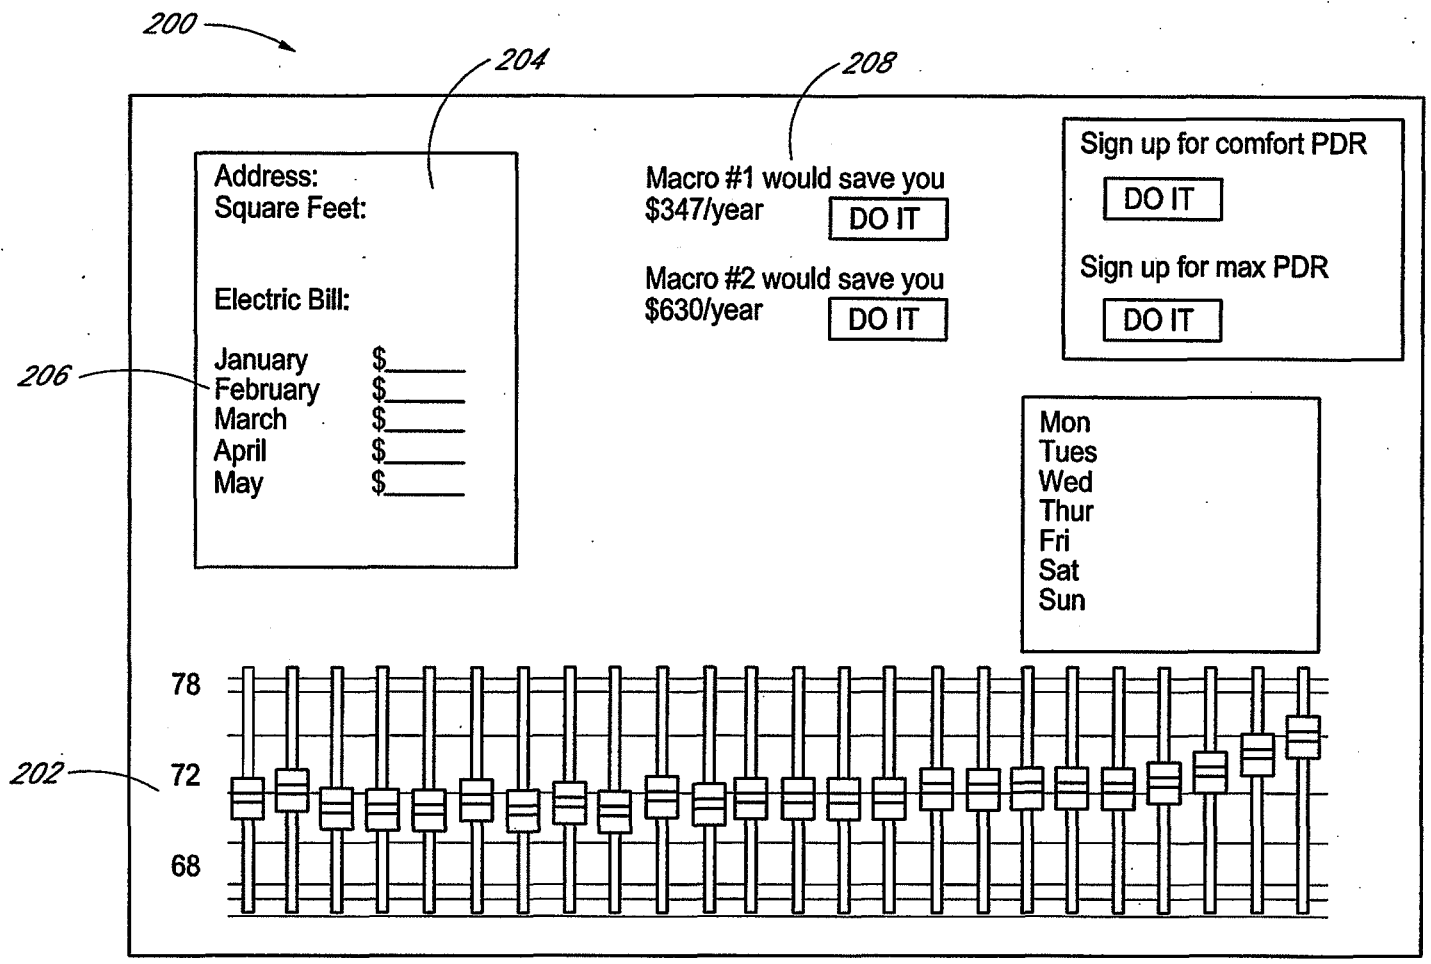 200
204
208
Address:
Square Feet:
Electric Bill:
206
January $
February $
March $
April $
May $
Macro #1 would save you
$347/year DO IT
Macro #2 would save you
$630/year DO IT
Sign up for comfort PDR
DO IT
Sign up for max PDR
DO IT
Mon
Tues
Wed
Thur
Fri
Sat
Sun
78
202
72
68